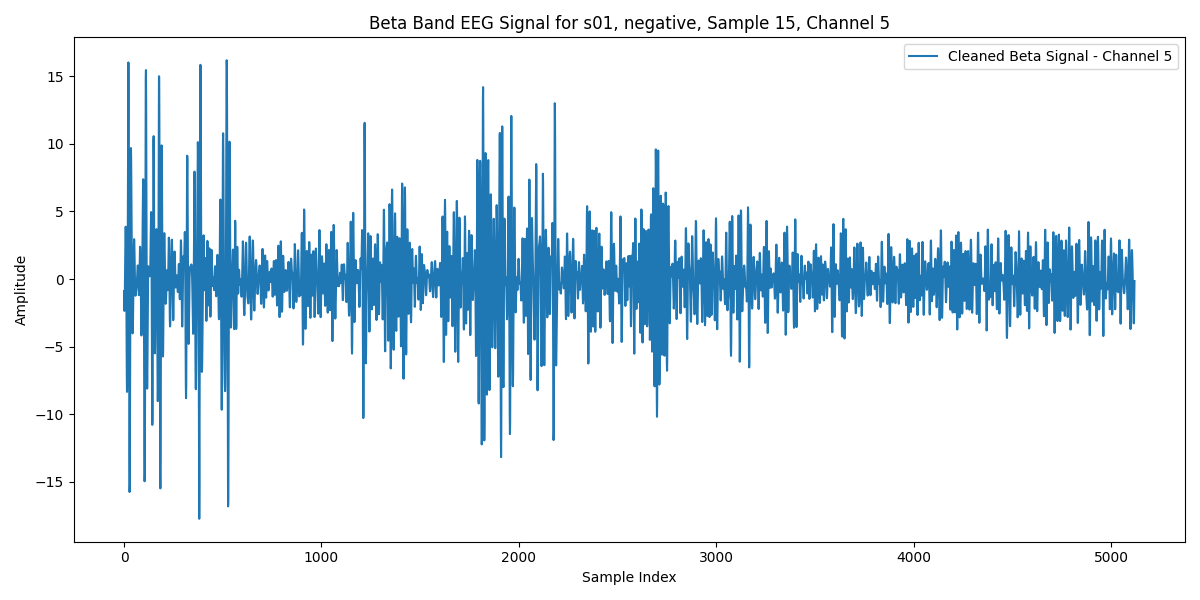 Beta Band EEG Signal for s01, negative, Sample 15, Channel 5
Cleaned Beta Signal - Channel 5
Amplitude
15
10
5
0
−5
−10
−15
0 1000 2000 3000 4000 5000
Sample Index